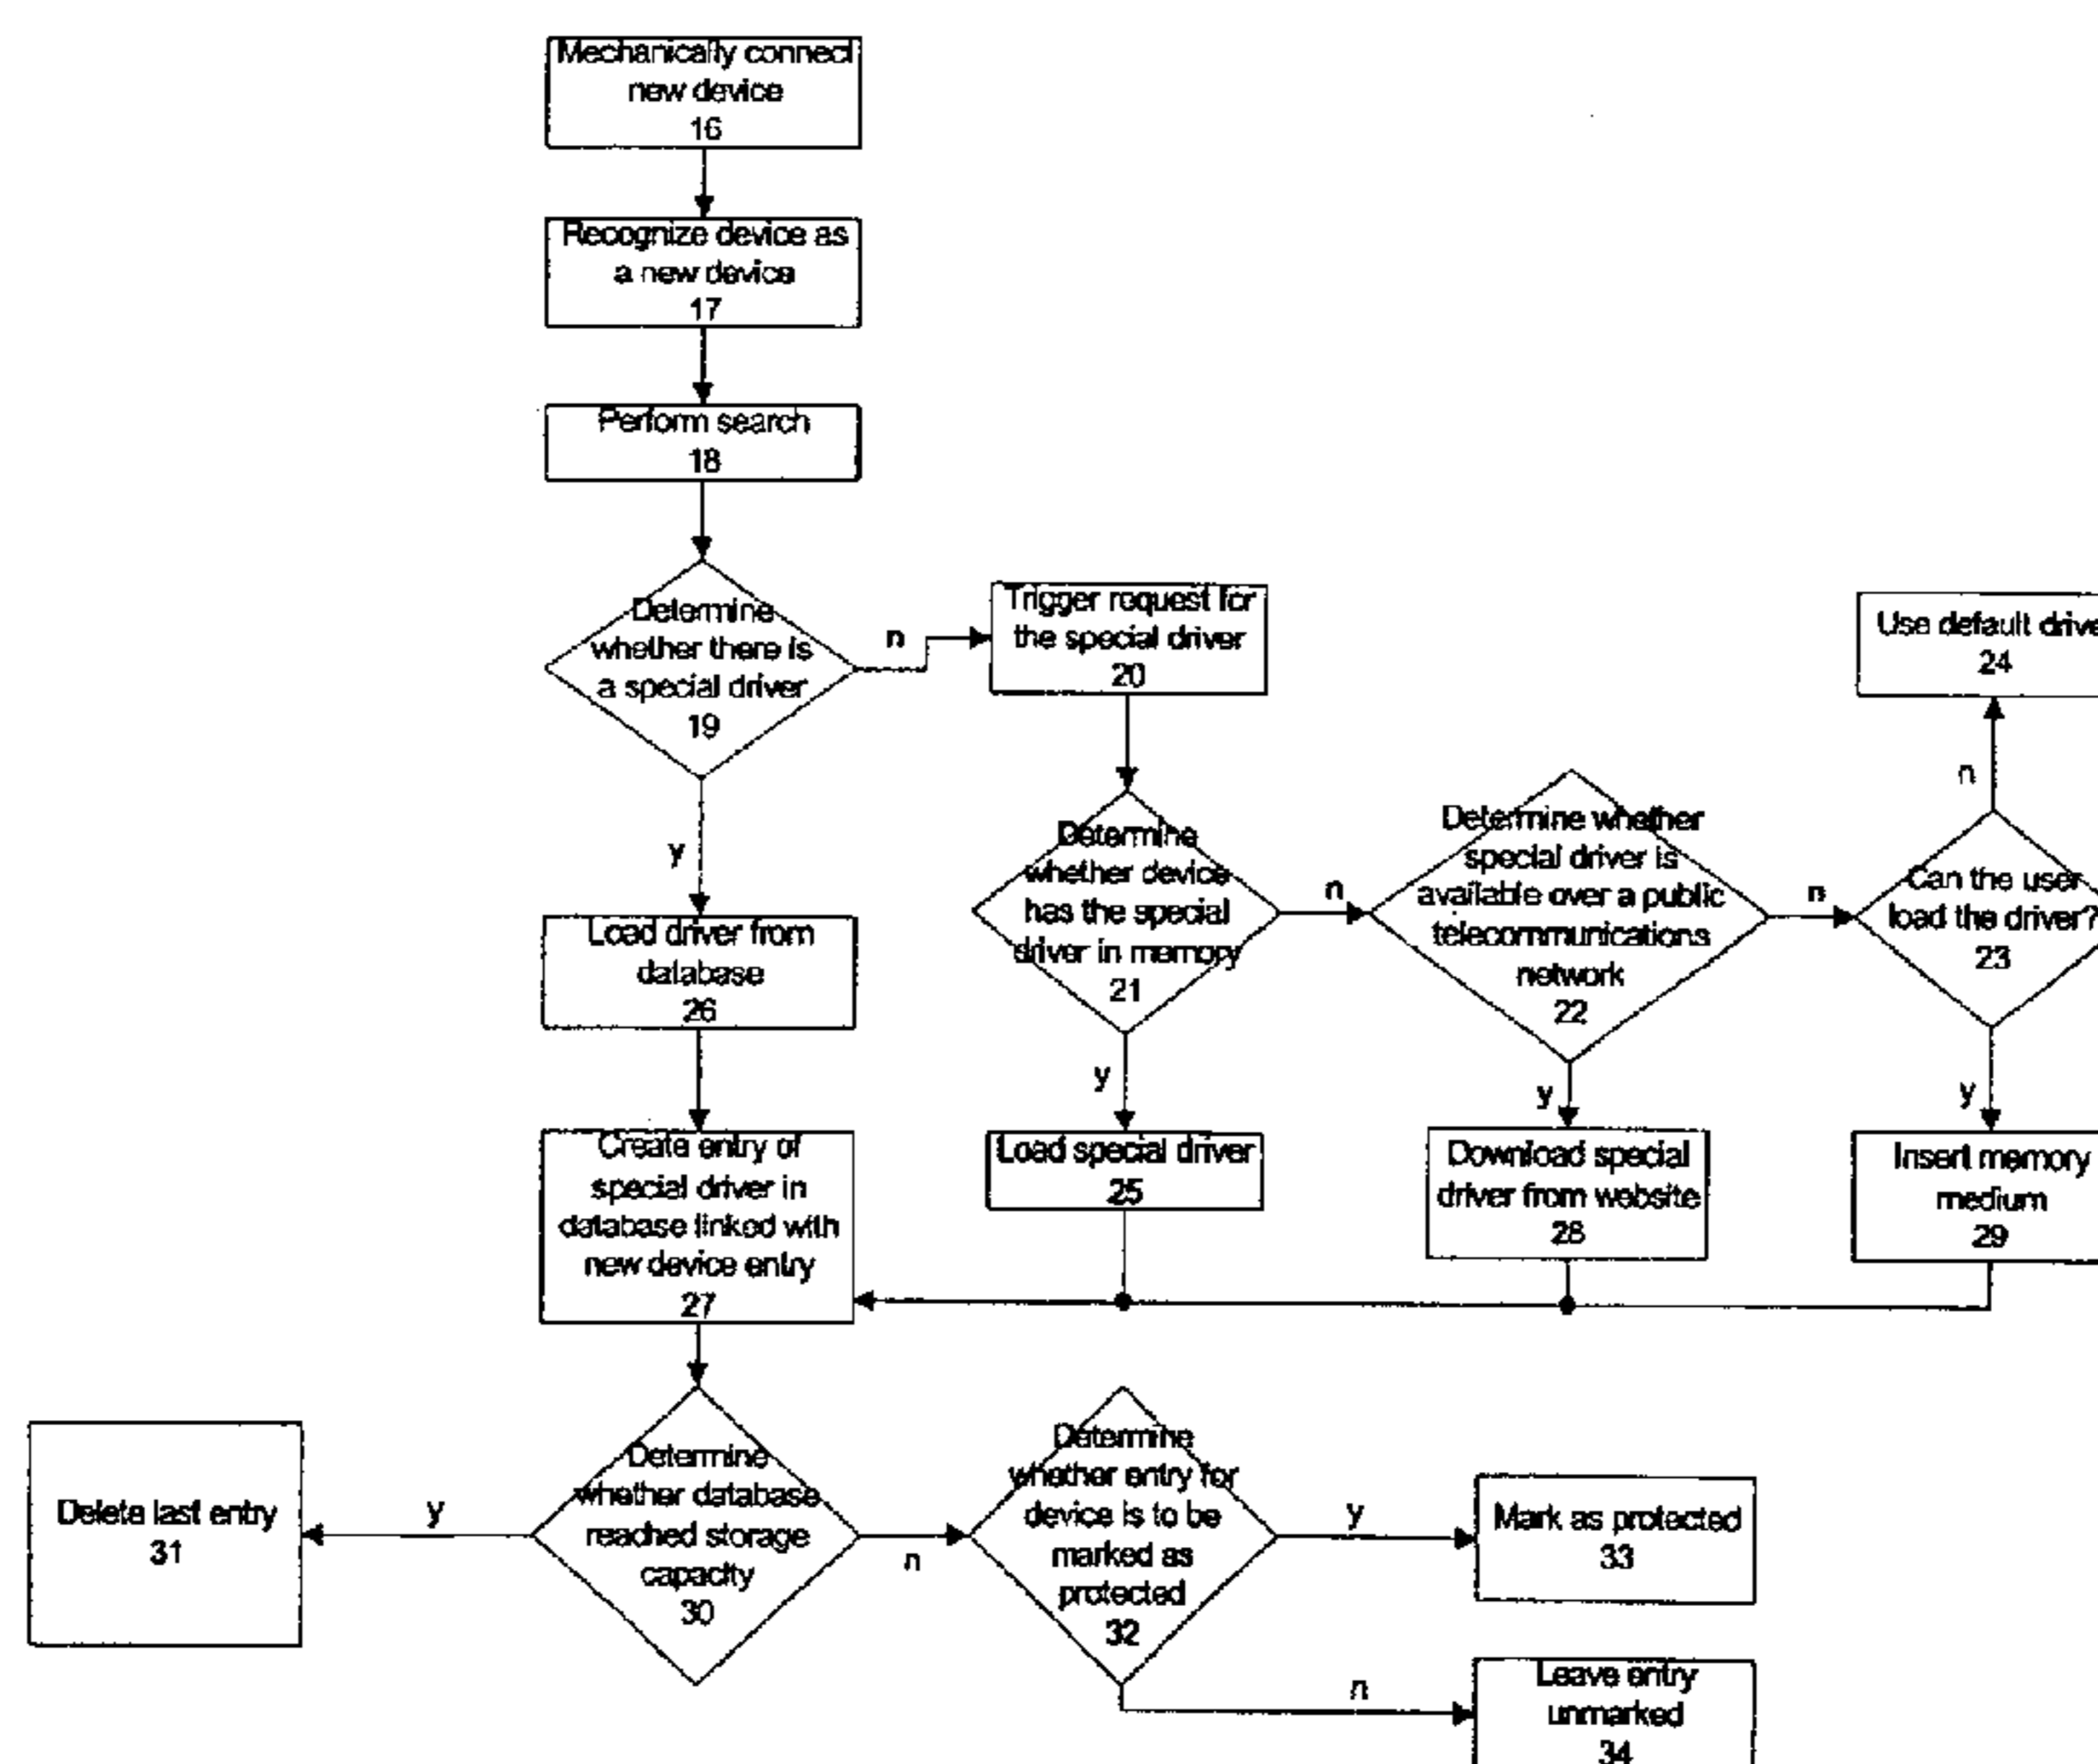 Mechanically connect
new device
16
Recognize device as
a new device
17
Perform search
18
Determine
whether there is
a special driver
19
n
Trigger request for
the special driver
20
Use default drive
24
y
n
Determine
whether device
has the special
driver in memory
21
n
Determine whether
special driver is
available over a public
telecommunications
network
22
n
Can the user
load the driver?
23
Load driver from
database
26
y
y
y
Create entry of
special driver in
database linked with
new device entry
27
Load special driver
25
Download special
driver from website
28
Insert memory
medium
29
Delete last entry
31
y
Determine
whether database
reached storage
capacity
30
n
Determine
whether entry for
device is to be
marked as
protected
32
y
Mark as protected
33
n
Leave entry
unmarked
34